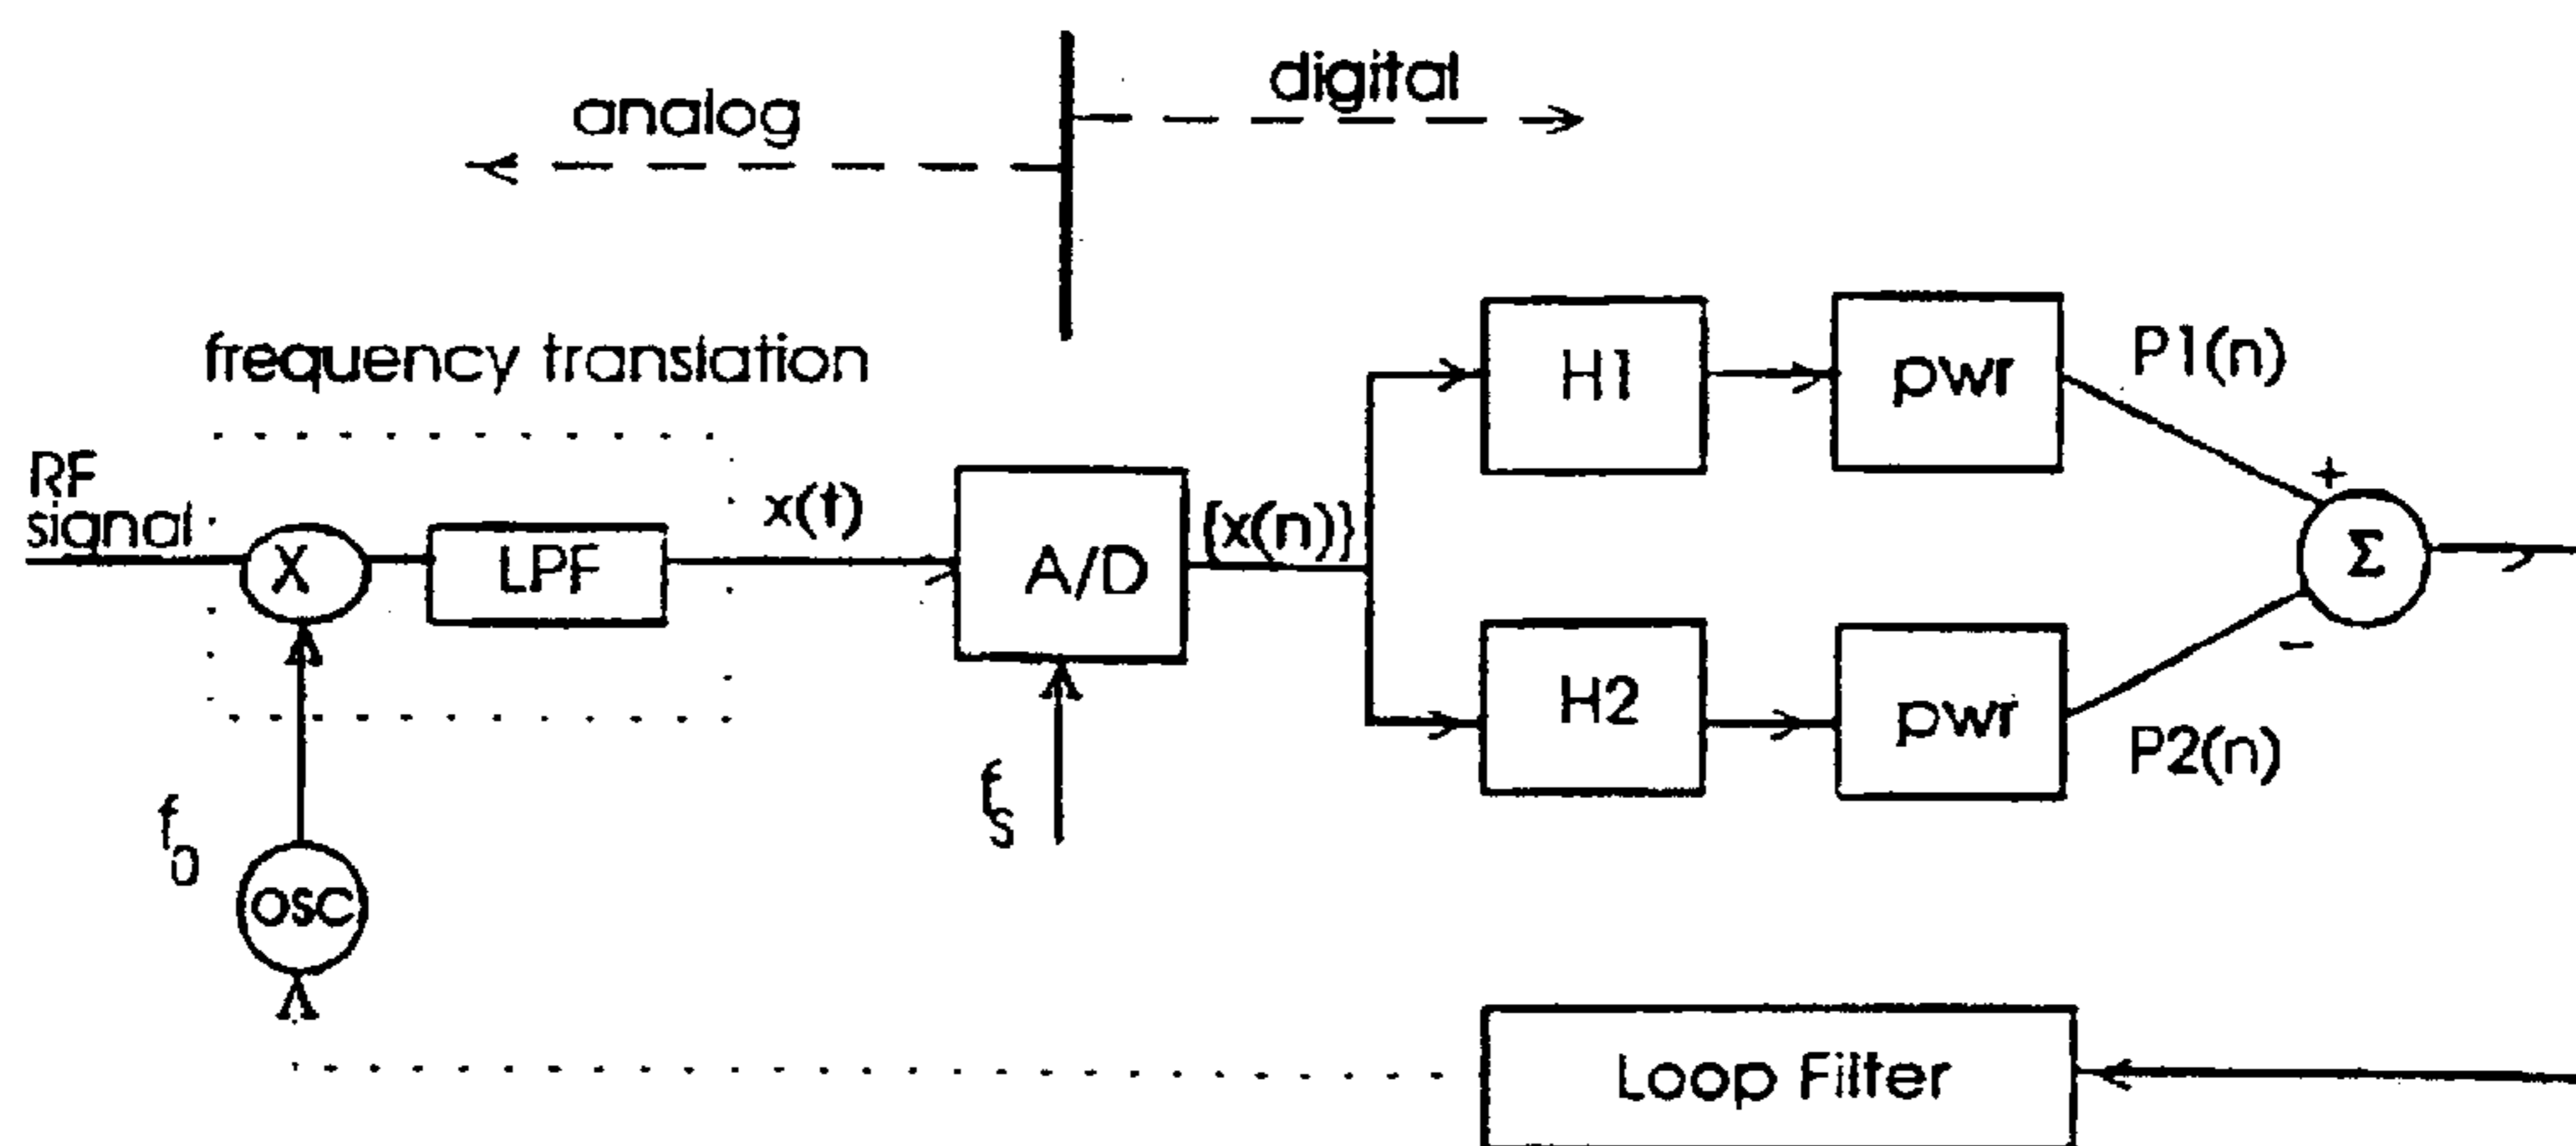 analog
digital
frequency translation
RF
signal
X
LPF
x(t)
A/D
{x(n)}
H1
pwr
P1(n)
+
Σ
−
H2
pwr
P2(n)
f0
osc
fs
Loop Filter